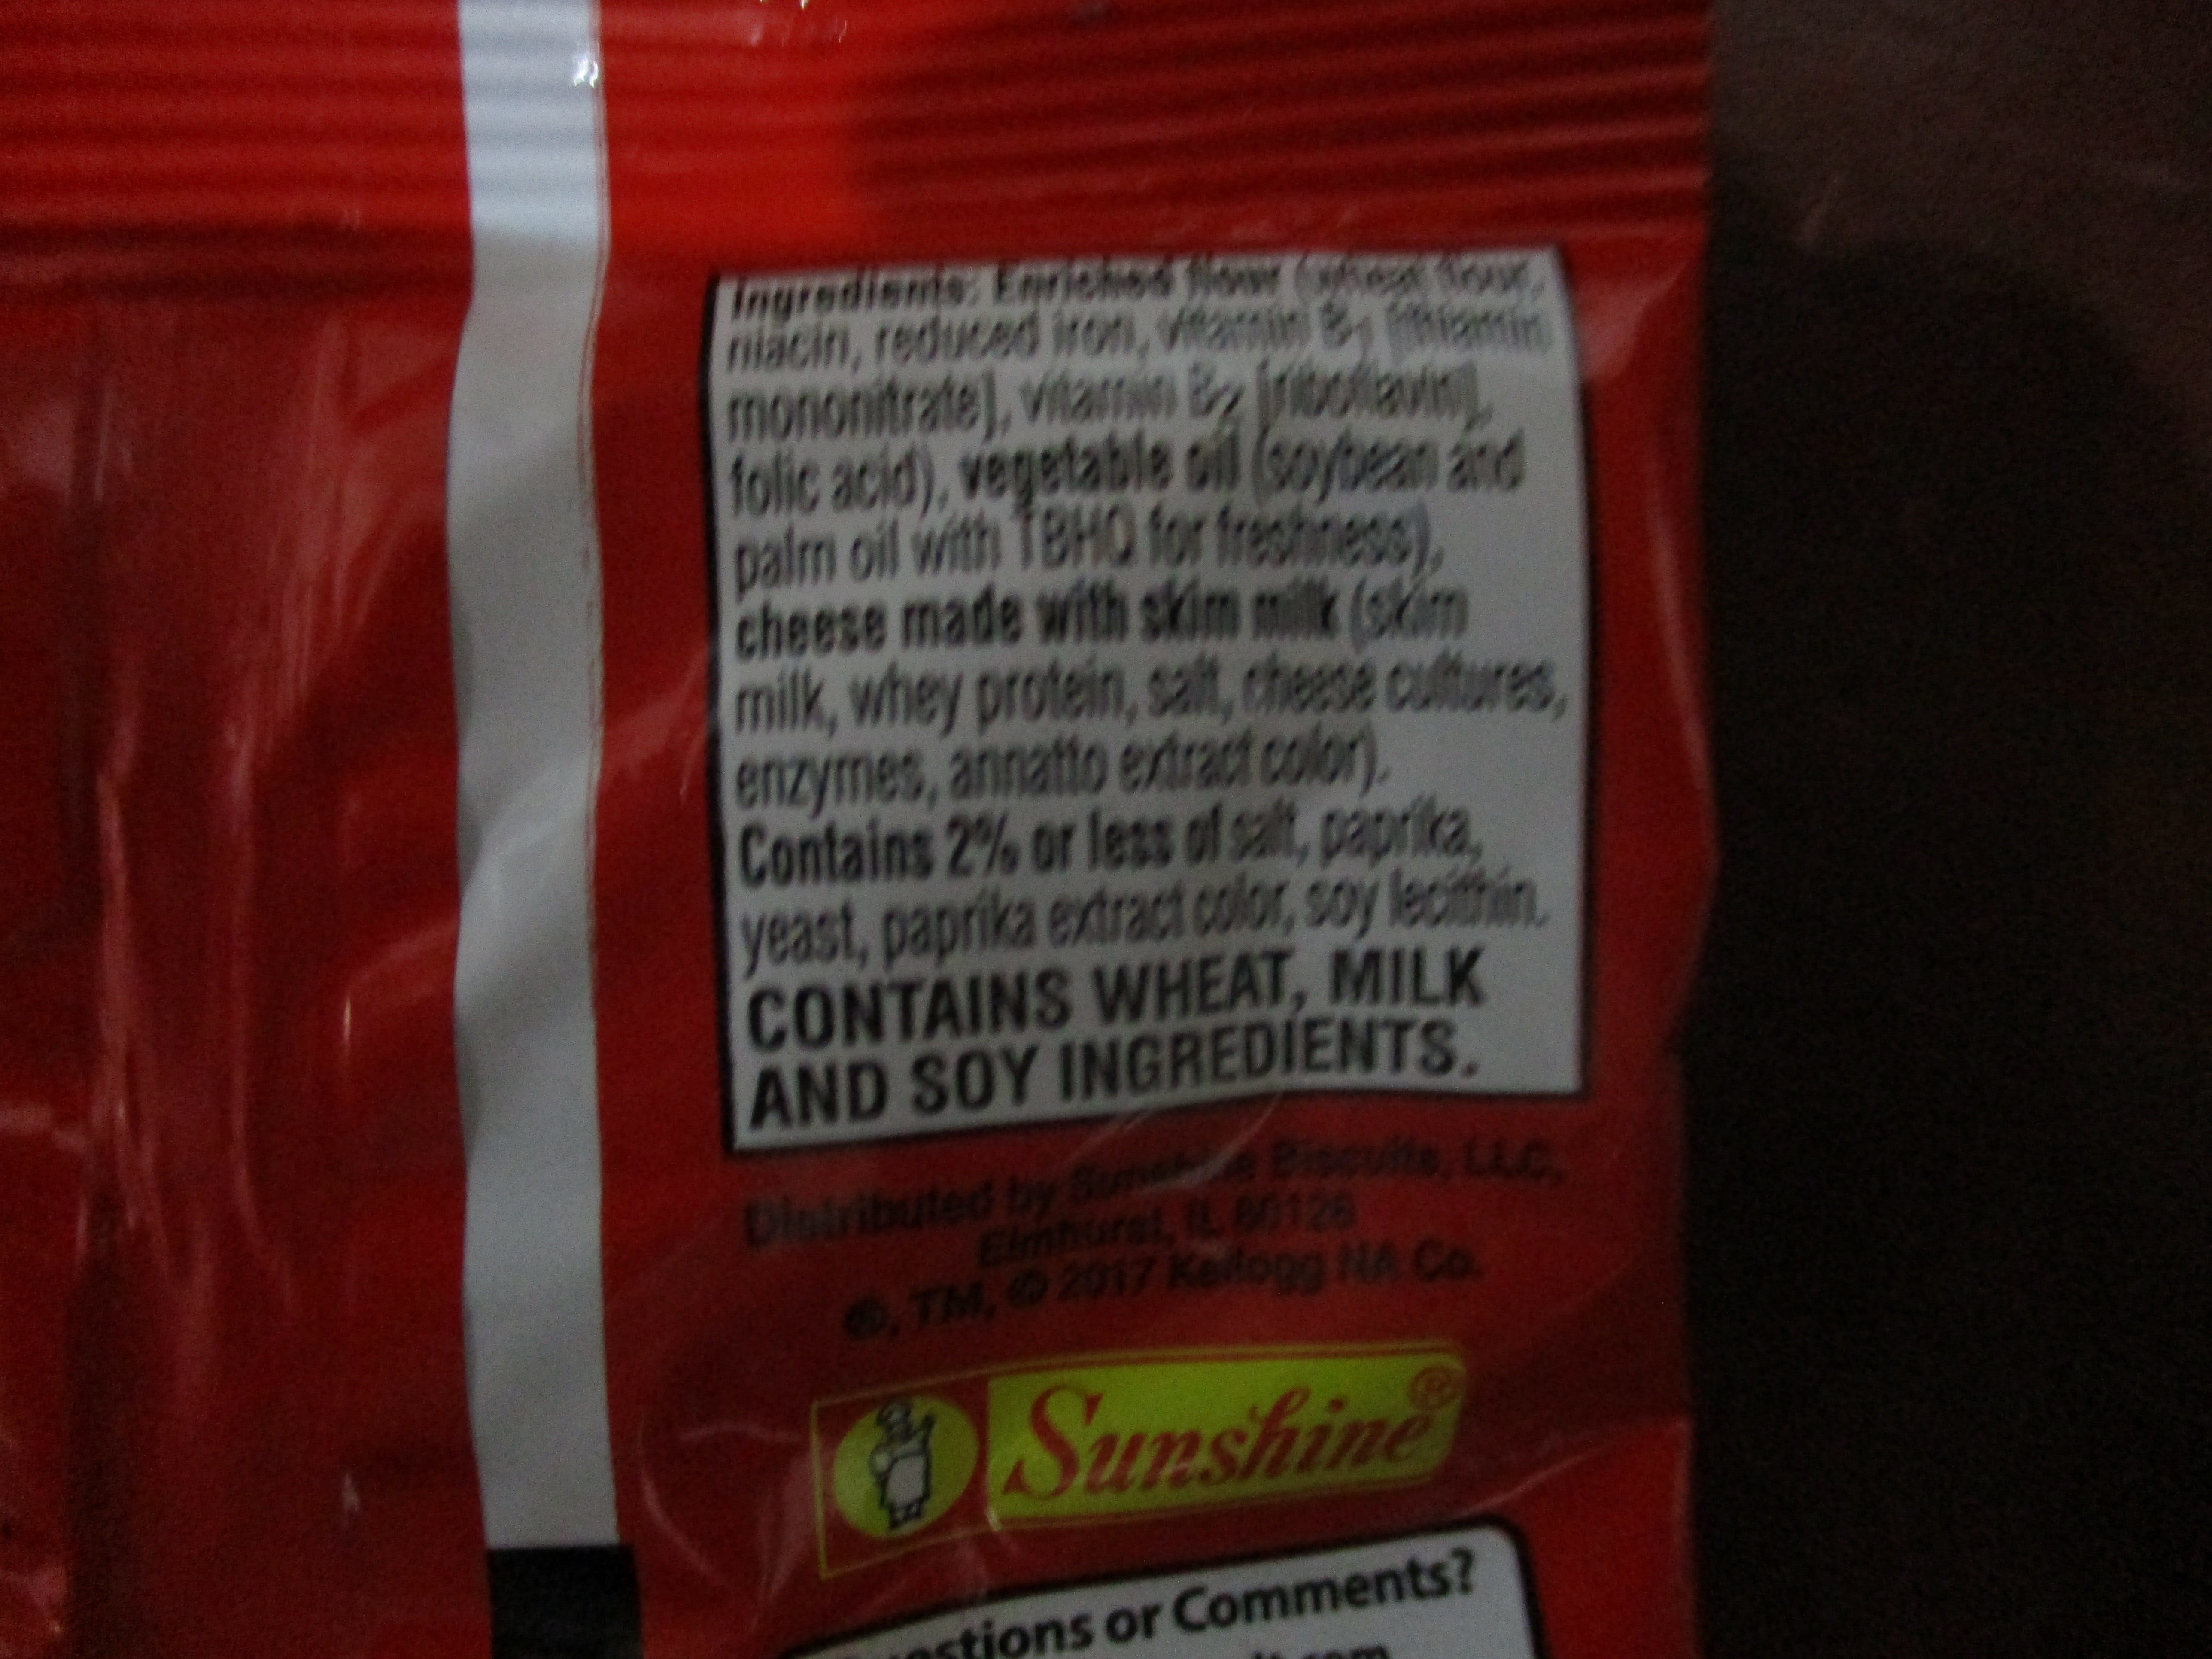 Ingredients: Enriched flour (wheat flour,
niacin, reduced iron, vitamin B1 [thiamin
mononitrate], vitamin B2 [riboflavin],
folic acid), vegetable oil (soybean and
palm oil with TBHQ for freshness),
cheese made with skim milk (skim
milk, whey protein, salt, cheese cultures,
enzymes, annatto extract color).
Contains 2% or less of salt, paprika,
yeast, paprika extract color, soy lecithin.
CONTAINS WHEAT, MILK
AND SOY INGREDIENTS.
Distributed by Sunshine Biscuits, LLC,
Elmhurst, IL 60126
®, TM, © 2017 Kellogg NA Co.
Sunshine®
or Comments?